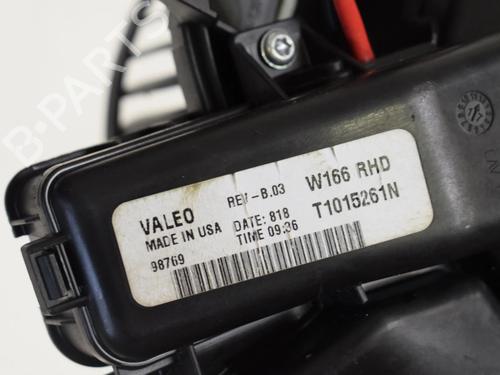 VALEO REV-B.03 W166 RHD
MADE IN USA DATE: 818 T1015261N
98769 TIME 09:36
B-PARTS